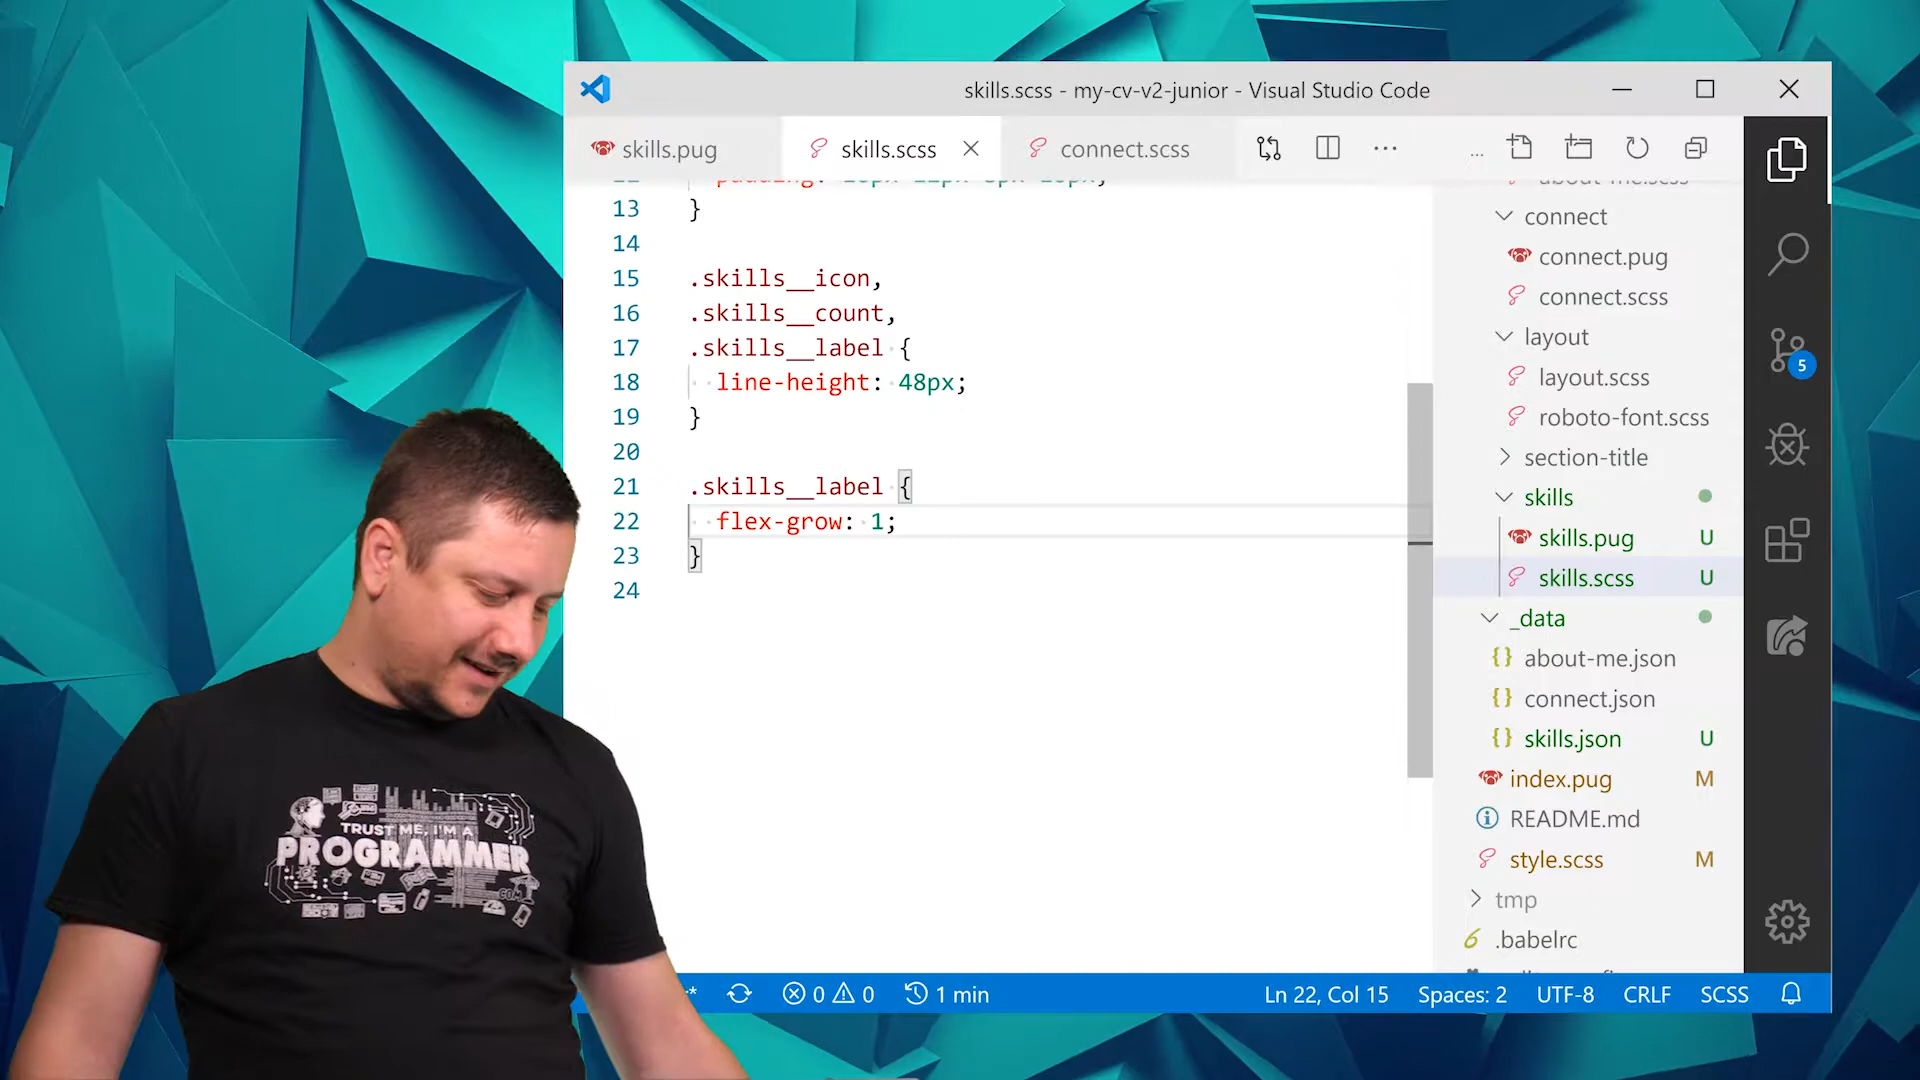 skills.scss - my-cv-v2-junior - Visual Studio Code
skills.pug
skills.scss
connect.scss
13 }
14
15 .skills__icon,
16 .skills__count,
17 .skills__label {
18 line-height: 48px;
19 }
20
21 .skills__label {
22 flex-grow: 1;
23 }
24
connect
connect.pug
connect.scss
layout
layout.scss
roboto-font.scss
section-title
skills
skills.pug U
skills.scss U
_data
about-me.json
connect.json
skills.json U
index.pug M
README.md
style.scss M
tmp
.babelrc
5
TRUST ME, I'M A
PROGRAMMER
.COM
0 0 1 min
Ln 22, Col 15 Spaces: 2 UTF-8 CRLF SCSS